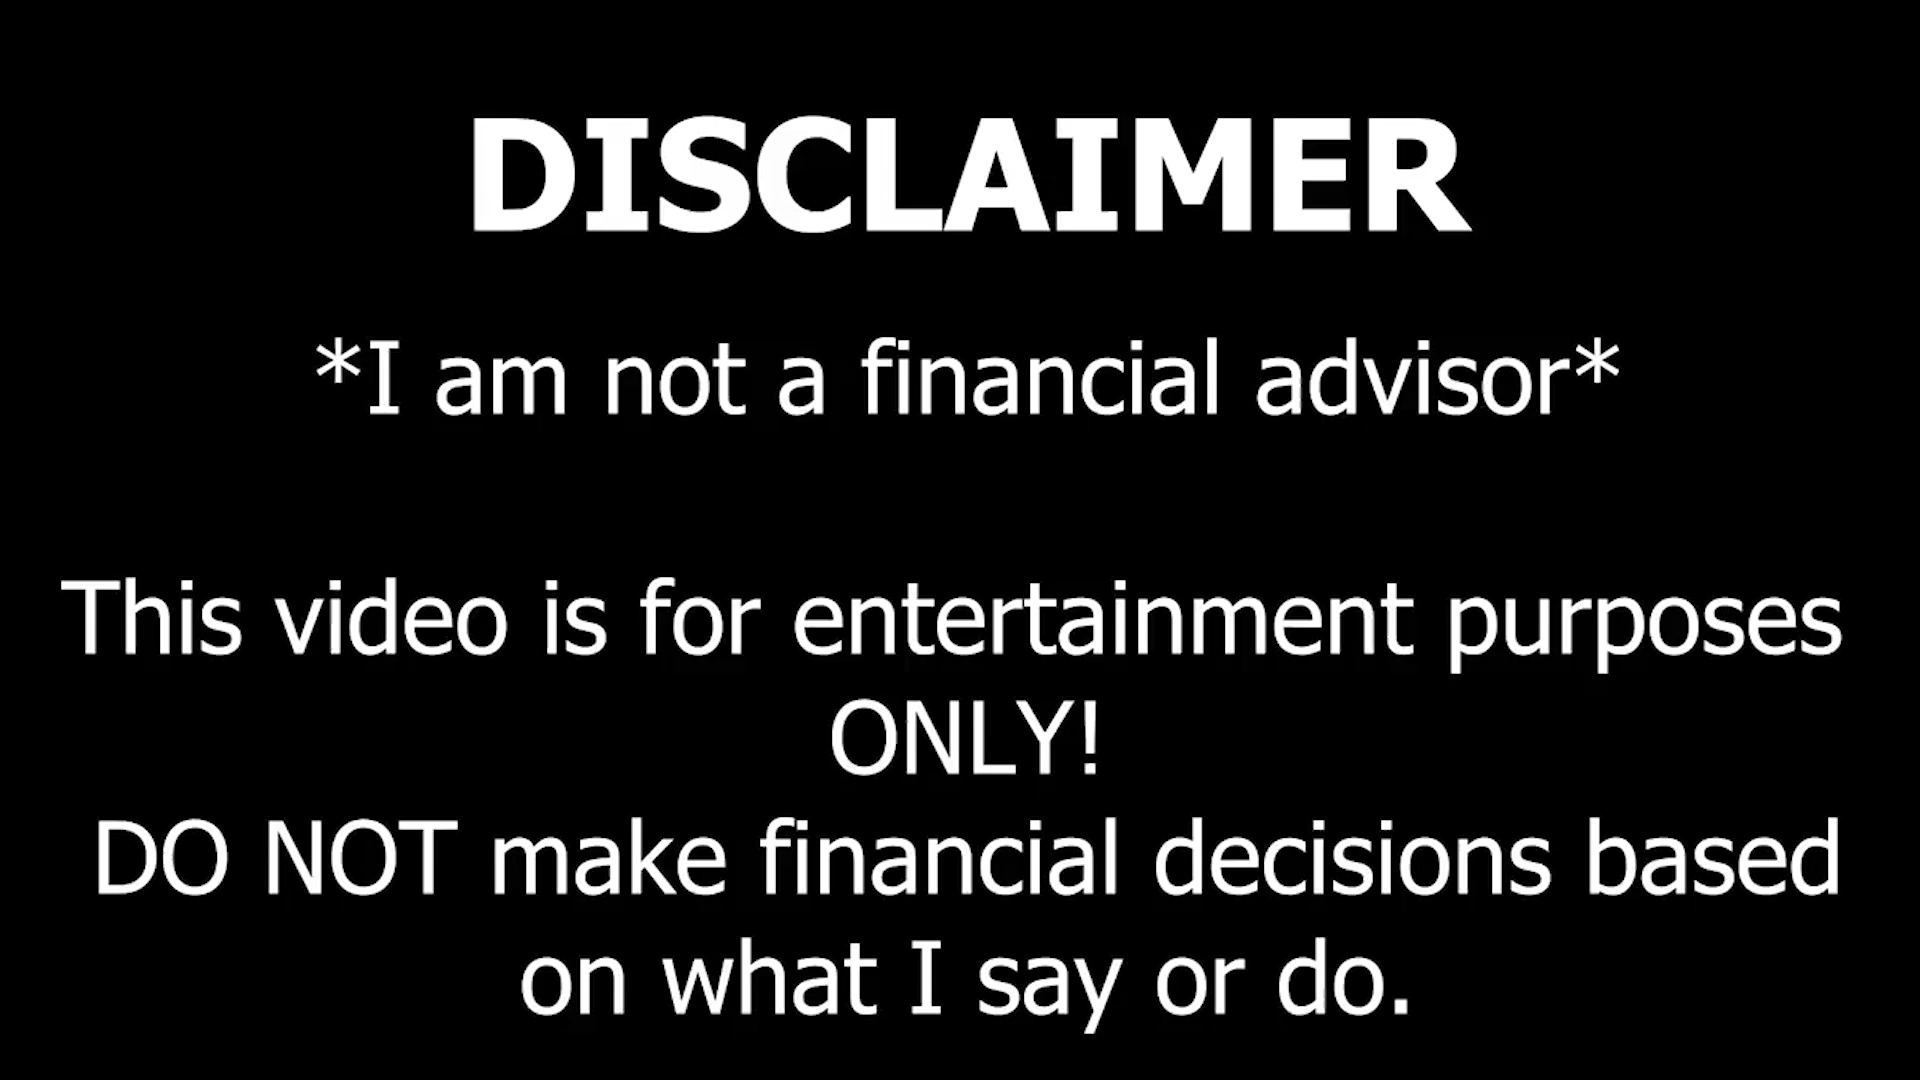 DISCLAIMER
*I am not a financial advisor*
This video is for entertainment purposes
ONLY!
DO NOT make financial decisions based
on what I say or do.